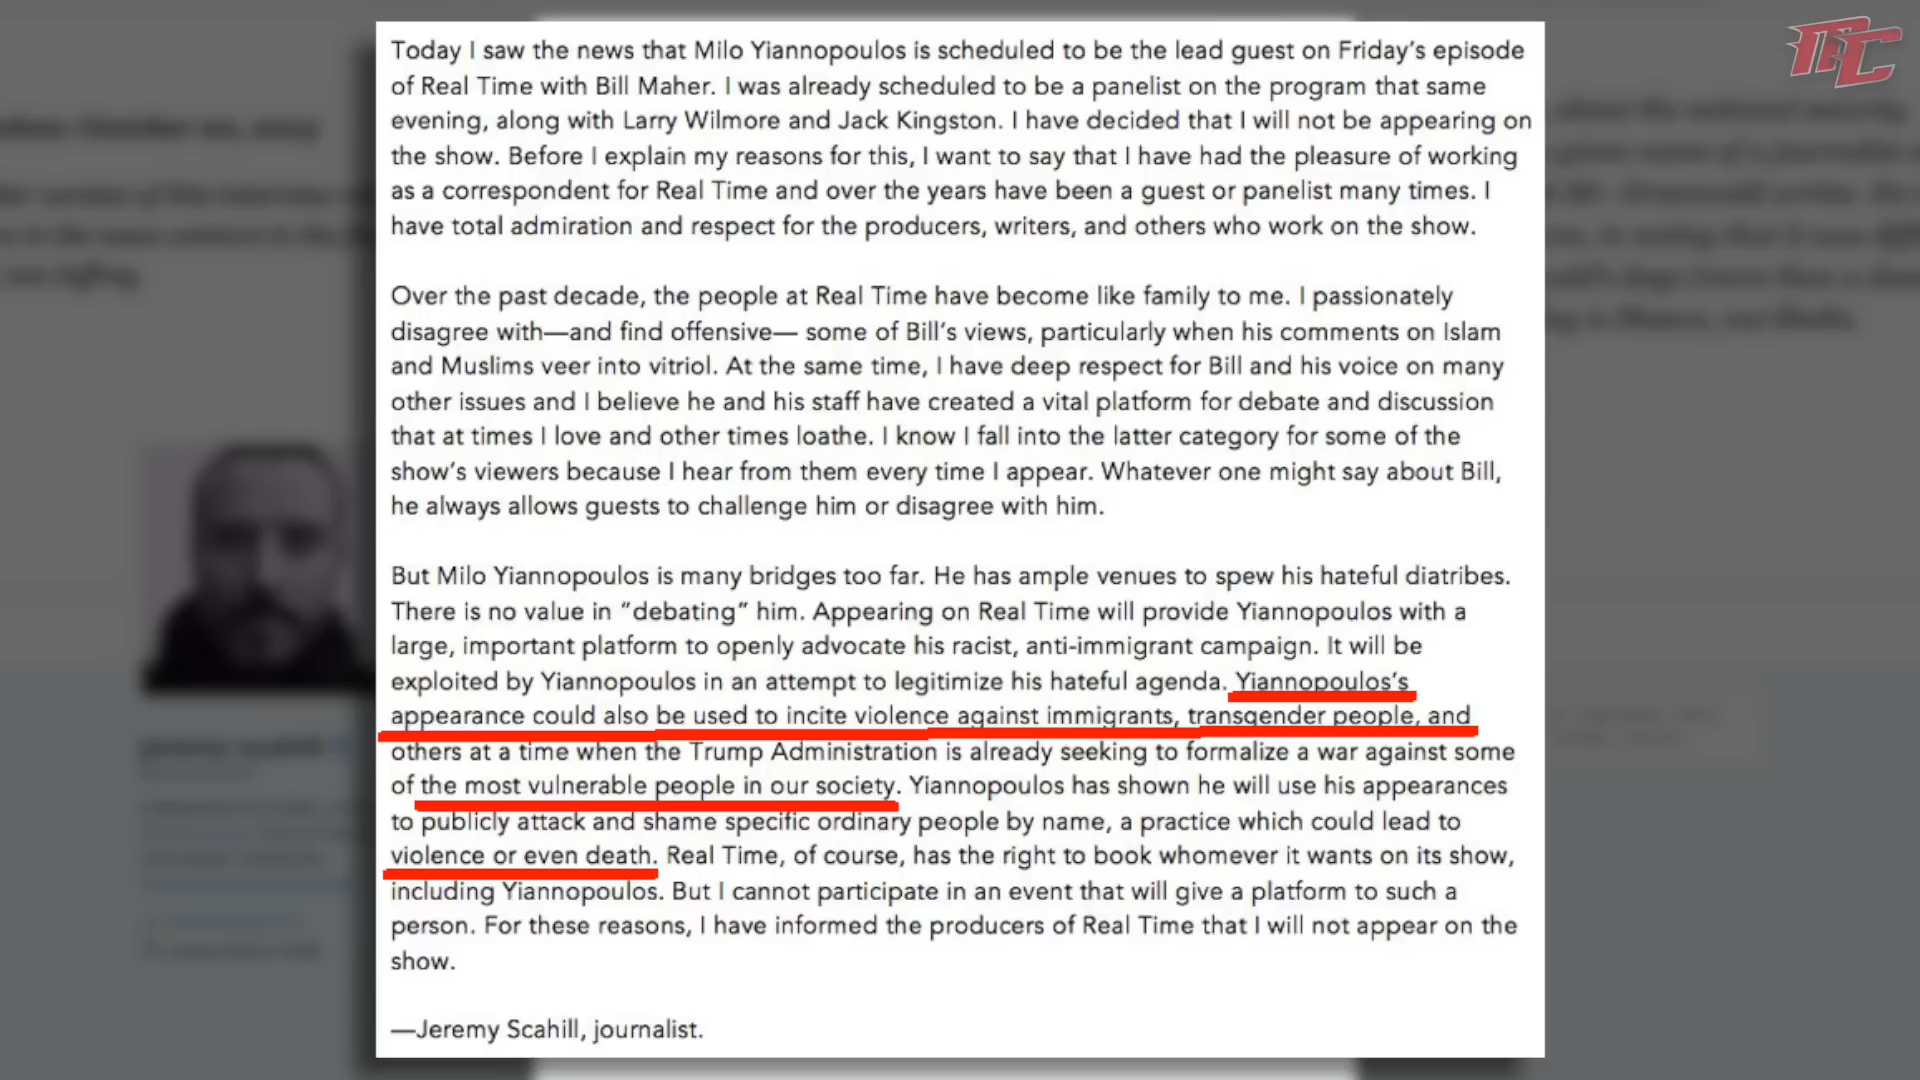 Today I saw the news that Milo Yiannopoulos is scheduled to be the lead guest on Friday's episode
of Real Time with Bill Maher. I was already scheduled to be a panelist on the program that same
evening, along with Larry Wilmore and Jack Kingston. I have decided that I will not be appearing on
the show. Before I explain my reasons for this, I want to say that I have had the pleasure of working
as a correspondent for Real Time and over the years have been a guest or panelist many times. I
have total admiration and respect for the producers, writers, and others who work on the show.
Over the past decade, the people at Real Time have become like family to me. I passionately
disagree with—and find offensive— some of Bill's views, particularly when his comments on Islam
and Muslims veer into vitriol. At the same time, I have deep respect for Bill and his voice on many
other issues and I believe he and his staff have created a vital platform for debate and discussion
that at times I love and other times loathe. I know I fall into the latter category for some of the
show's viewers because I hear from them every time I appear. Whatever one might say about Bill,
he always allows guests to challenge him or disagree with him.
But Milo Yiannopoulos is many bridges too far. He has ample venues to spew his hateful diatribes.
There is no value in "debating" him. Appearing on Real Time will provide Yiannopoulos with a
large, important platform to openly advocate his racist, anti-immigrant campaign. It will be
exploited by Yiannopoulos in an attempt to legitimize his hateful agenda. Yiannopoulos's
appearance could also be used to incite violence against immigrants, transgender people, and
others at a time when the Trump Administration is already seeking to formalize a war against some
of the most vulnerable people in our society. Yiannopoulos has shown he will use his appearances
to publicly attack and shame specific ordinary people by name, a practice which could lead to
violence or even death. Real Time, of course, has the right to book whomever it wants on its show,
including Yiannopoulos. But I cannot participate in an event that will give a platform to such a
person. For these reasons, I have informed the producers of Real Time that I will not appear on the
show.
—Jeremy Scahill, journalist.